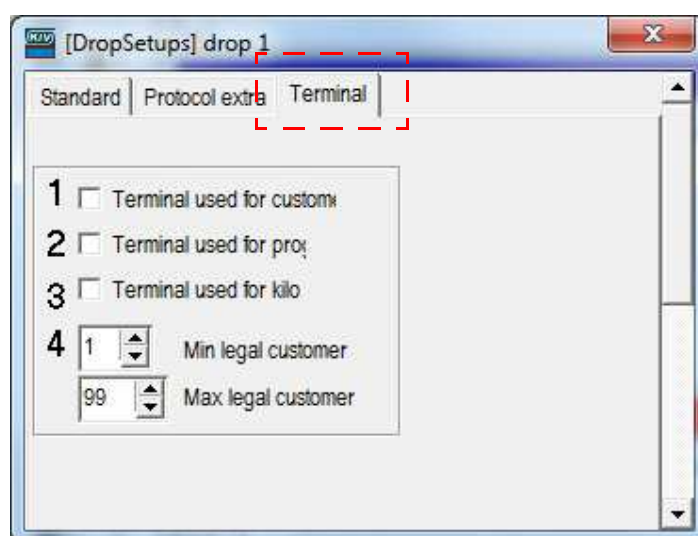 [DropSetups] drop 1
Standard Protocol extra Terminal
1 Terminal used for custom
2 Terminal used for prog
3 Terminal used for kilo
4 1 Min legal customer
99 Max legal customer